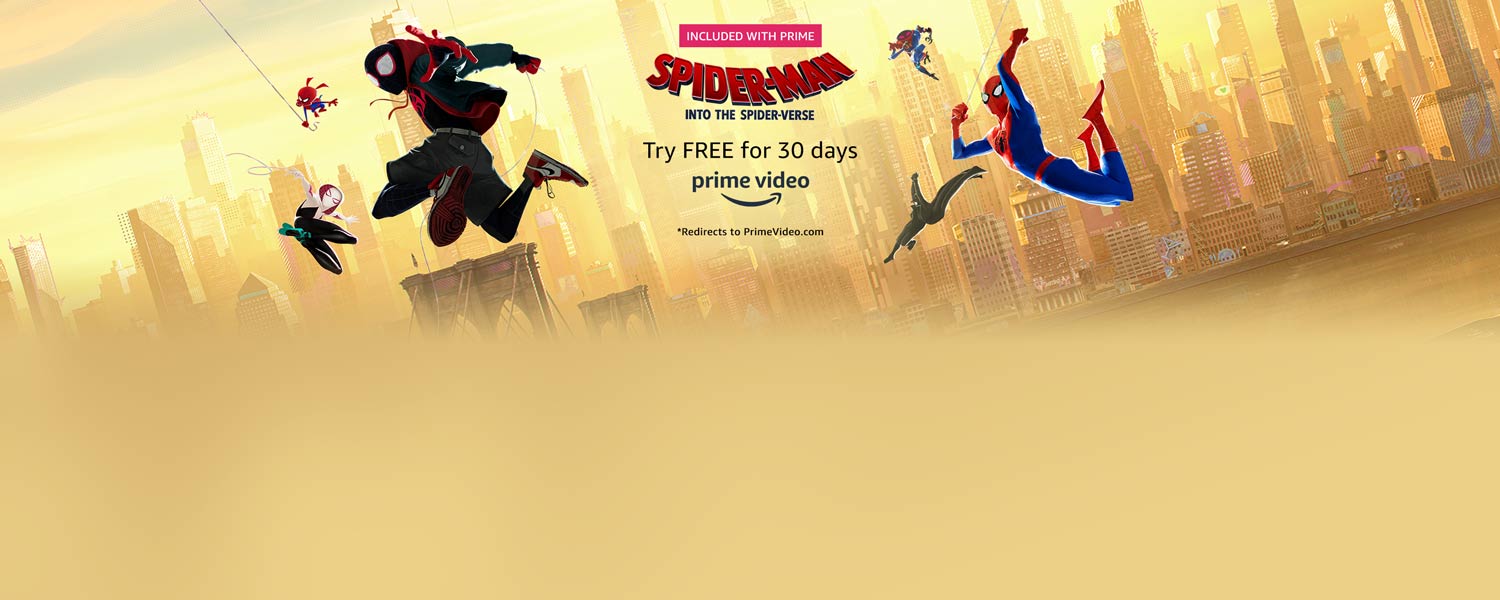 INCLUDED WITH PRIME
SPIDER-MAN
INTO THE SPIDER-VERSE
Try FREE for 30 days
prime video
*Redirects to PrimeVideo.com